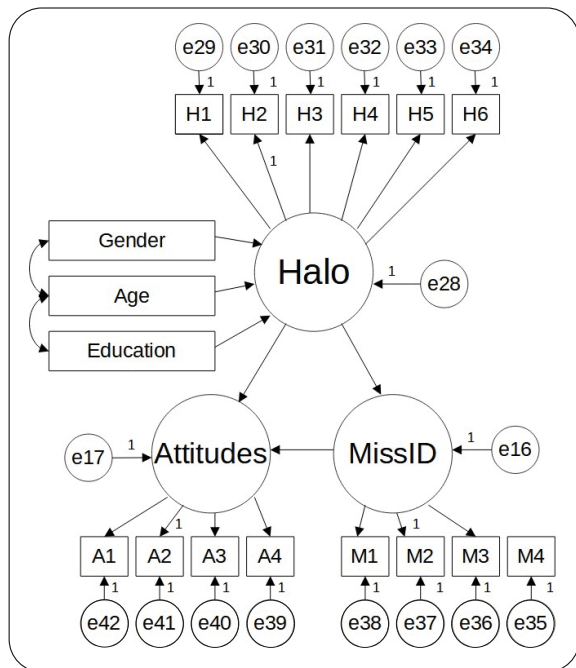 e29 e30 e31 e32 e33 e34
1 1 1 1 1 1
H1 H2 H3 H4 H5 H6
1
Gender
Age
Education
Halo
1
e28
e17
1
Attitudes
MissID
1
e16
1
1
A1 A2 A3 A4
M1 M2 M3 M4
1 1 1 1
1 1 1 1
e42 e41 e40 e39
e38 e37 e36 e35